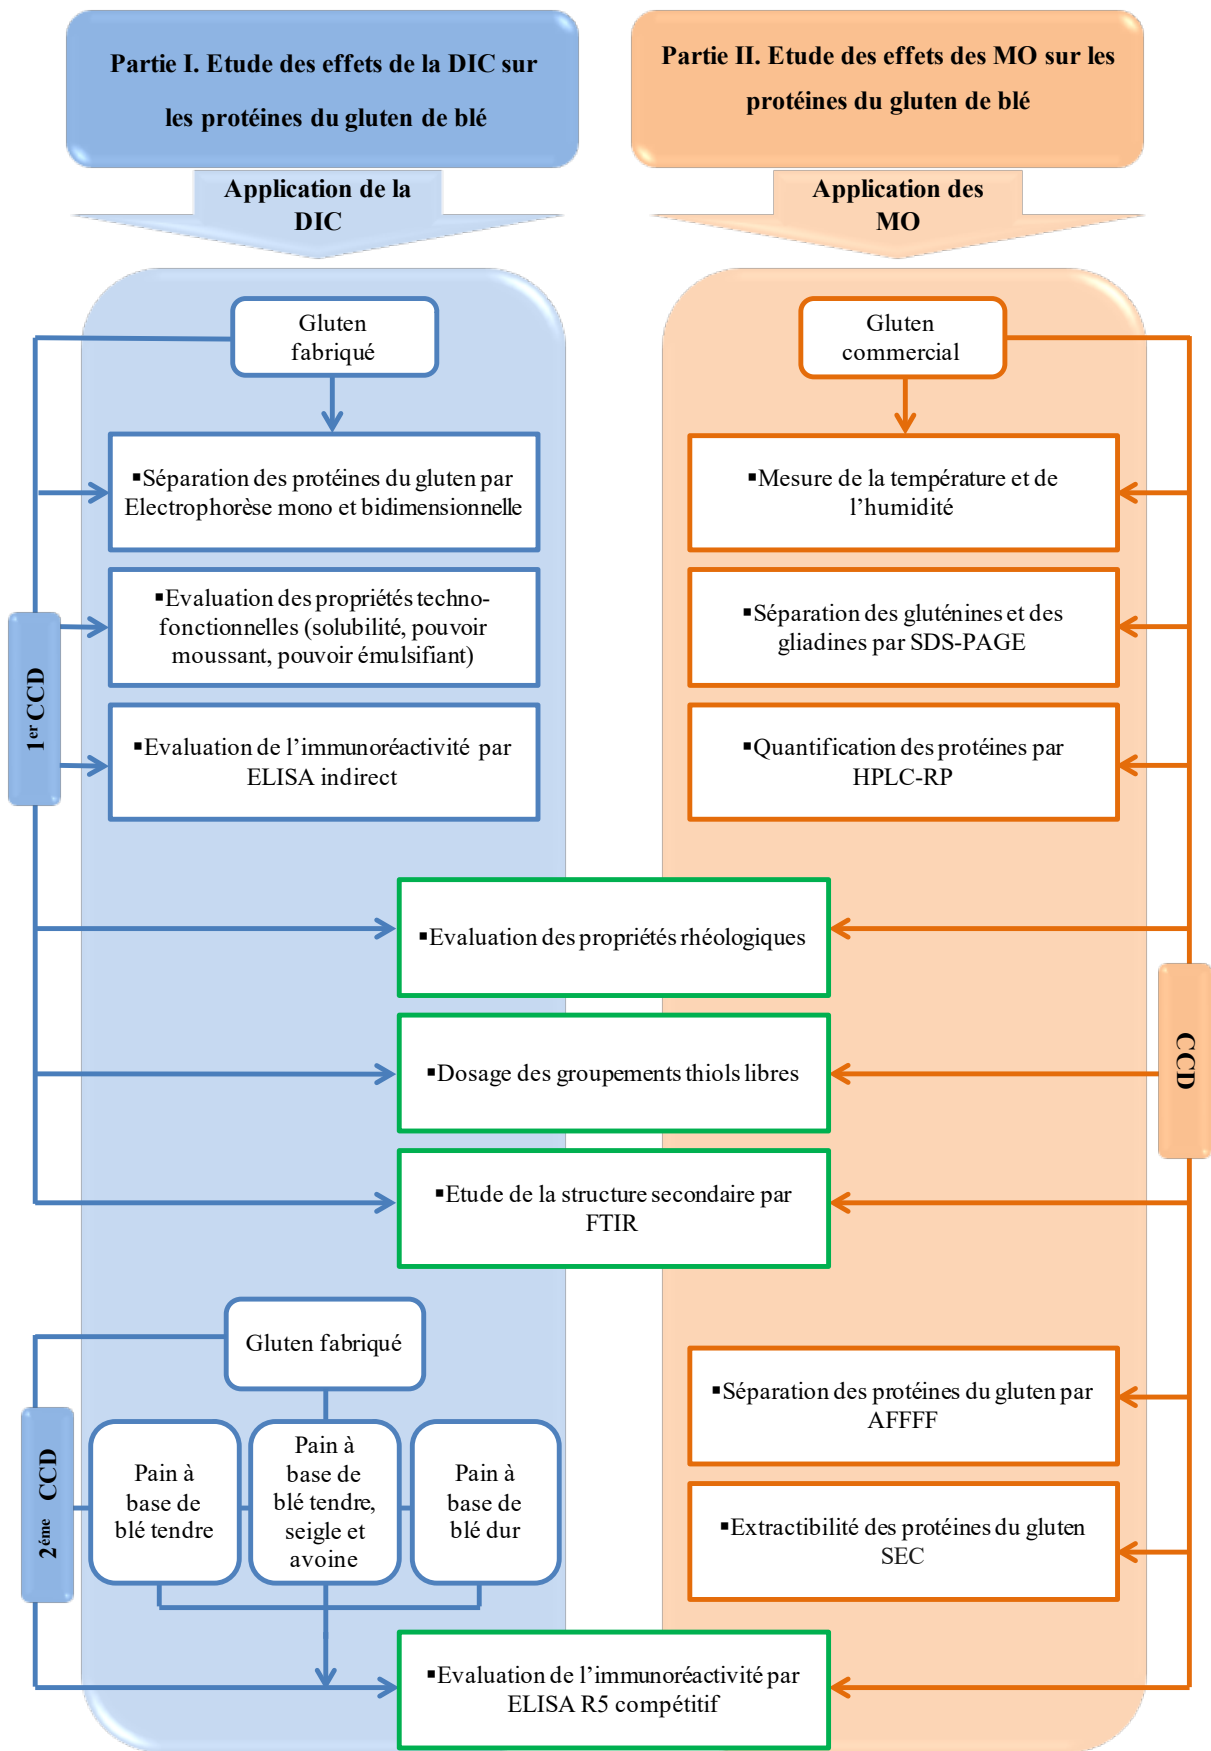 Partie I. Etude des effets de la DIC sur
les protéines du gluten de blé
Partie II. Etude des effets des MO sur les
protéines du gluten de blé
Application de la
DIC
Application des
MO
Gluten
fabriqué
Gluten
commercial
▪Séparation des protéines du gluten par
Electrophorèse mono et bidimensionnelle
▪Mesure de la température et de
l’humidité
▪Evaluation des propriétés techno-
fonctionnelles (solubilité, pouvoir
moussant, pouvoir émulsifiant)
▪Séparation des gluténines et des
gliadines par SDS-PAGE
1er CCD
▪Evaluation de l’immunoréactivité par
ELISA indirect
▪Quantification des protéines par
HPLC-RP
▪Evaluation des propriétés rhéologiques
▪Dosage des groupements thiols libres
CCD
▪Etude de la structure secondaire par
FTIR
Gluten fabriqué
▪Séparation des protéines du gluten par
AFFFF
2éme CCD
Pain à
base de
blé tendre
Pain à
base de
blé tendre,
seigle et
avoine
Pain à
base de
blé dur
▪Extractibilité des protéines du gluten
SEC
▪Evaluation de l’immunoréactivité par
ELISA R5 compétitif